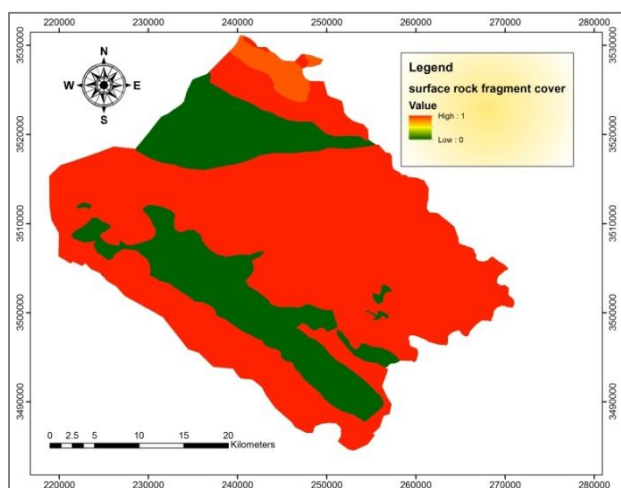 220000 230000 240000 250000 260000 270000 280000
3530000 3530000
N
W E
S
Legend
surface rock fragment cover
Value
High : 1
Low : 0
3520000 3520000
3510000 3510000
3500000 3500000
3490000 3490000
0 2.5 5 10 15 20
Kilometers
220000 230000 240000 250000 260000 270000 280000